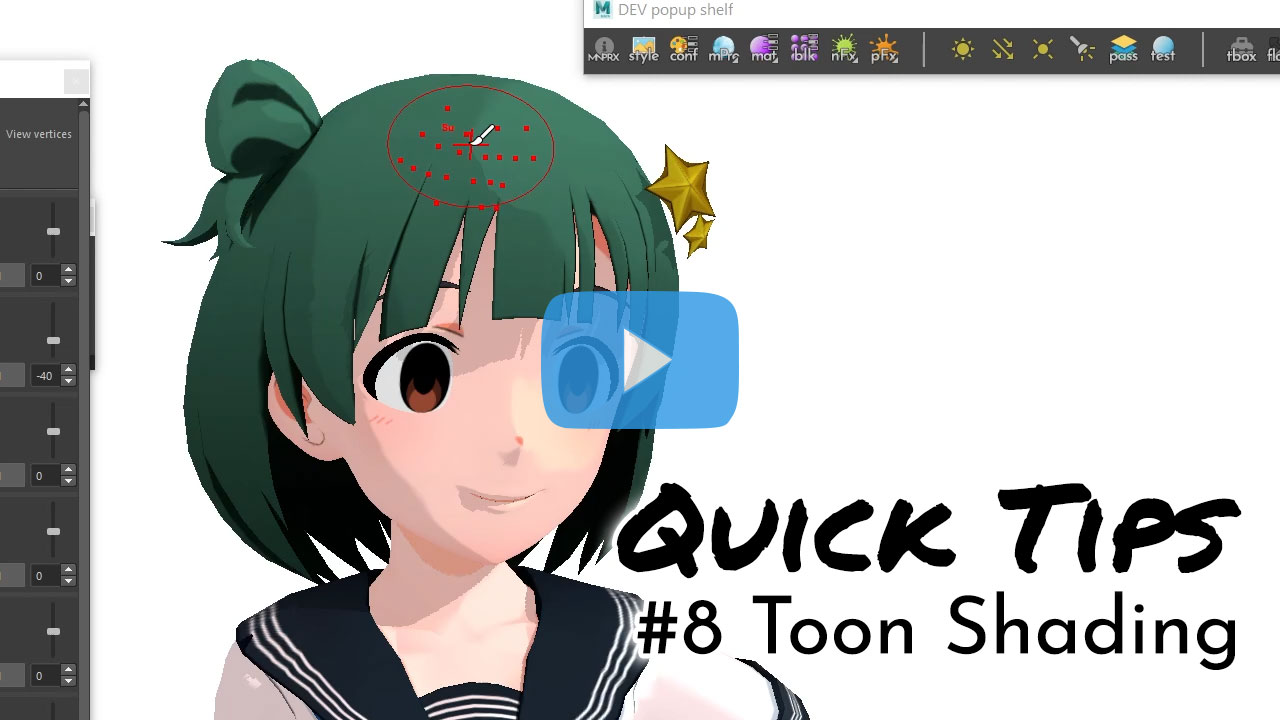 DEV popup shelf
MNPRX style conf mPrc mat blk nFx pFx pass test tbox
View vertices
Su
0
-40
0
0
0
Quick Tips
#8 Toon Shading